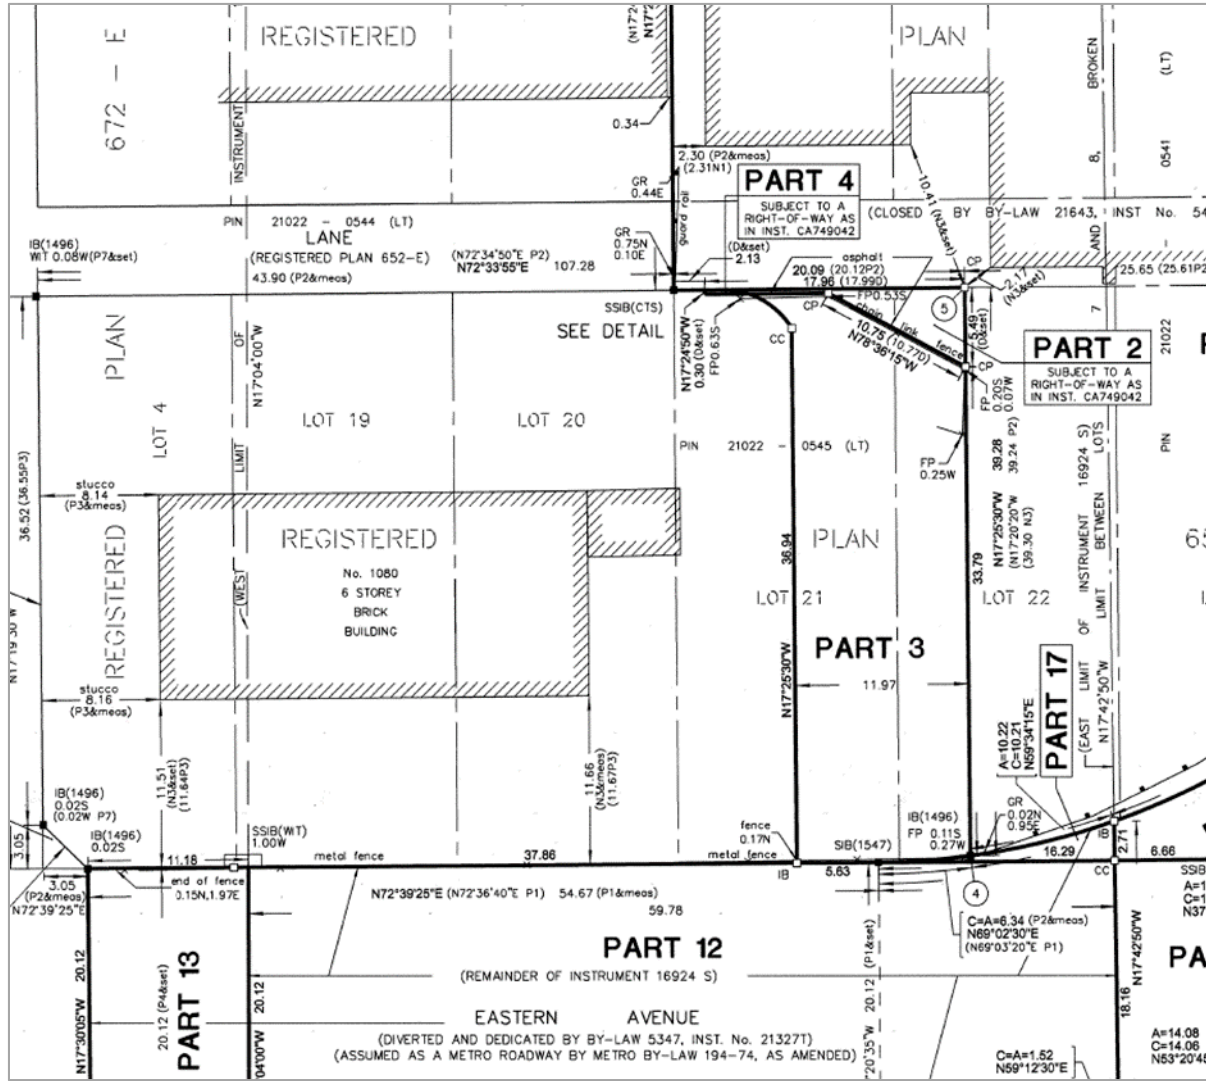 672 - E
REGISTERED
INSTRUMENT
(N17°2
N17°2
PLAN
8, BROKEN
(LT)
0541
0.34
2.30 (P2&meas)
(2.31N1)
GR
0.44E
guard rail
PART 4
SUBJECT TO A
RIGHT-OF-WAY AS
IN INST. CA749042
10.41 (N3&set)
(CLOSED BY BY-LAW 21643, INST No. 54
AND
PIN 21022 - 0544 (LT)
LANE
(REGISTERED PLAN 652-E)
43.90 (P2&meas)
IB(1496)
WIT 0.08W(P7&set)
(N72°34'50"E P2)
N72°33'55"E 107.28
GR
0.75N
0.10E
(D&set)
2.13
asphalt
20.09 (20.12P2)
17.96 (17.99D)
FP0.53S
CP
CP
2.17
(N3&set)
25.65 (25.61P2
SSIB(CTS)
SEE DETAIL
CC
N17°24'50"W
0.30 (D&set)
FP0.63S
chain link fence
10.75 (10.77D)
N78°36'15"W
5
5.49
(D&set)
CP
FP
0.20S
0.07W
PART 2
SUBJECT TO A
RIGHT-OF-WAY AS
IN INST. CA749042
7
21022
PIN
PLAN
LOT 4
REGISTERED
OF
LIMIT
(WEST
N17°04'00"W
LOT 19
LOT 20
PIN 21022 - 0545 (LT)
FP
0.25W
39.28
39.24 P2)
N17°25'30"W
(N17°20'20"W
(39.30 N3)
36.52 (36.55P3)
stucco
8.14
(P3&meas)
REGISTERED
No. 1080
6 STOREY
BRICK
BUILDING
PLAN
36.94
33.79
LOT 21
LOT 22
65
(EAST LIMIT OF INSTRUMENT 16924 S)
LIMIT BETWEEN LOTS
N17°42'50"W
N17°19'30"W
PART 3
11.97
N17°25'30"W
stucco
8.16
(P3&meas)
A=10.22
C=10.21
N59°34'15"E
PART 17
11.51
(N3&set)
(11.64P3)
11.66
(N3&meas)
(11.67P3)
IB(1496)
0.02S
(0.02W P7)
IB(1496)
0.02S
SSIB(WIT)
1.00W
fence
0.17N
IB(1496)
FP 0.11S
0.27W
GR
0.02N
0.95E
SIB(1547)
IB
2.71
3.05
11.18
metal fence
37.86
metal fence
IB
5.63
16.29
CC
6.66
SSIB
3.05
(P2&meas)
N72°39'25"E
end of fence
0.15N,1.97E
N72°39'25"E (N72°36'40"E P1) 54.67 (P1&meas)
59.78
4
C=A=6.34 (P2&meas)
N69°02'30"E
(N69°03'20"E P1)
A=1
C=1
N37
PART 12
(REMAINDER OF INSTRUMENT 16924 S)
PA
N17°30'05"W 20.12
20.12 (P4&set)
PART 13
20.12
'04'00"W
EASTERN AVENUE
(DIVERTED AND DEDICATED BY BY-LAW 5347, INST. No. 21327T)
(ASSUMED AS A METRO ROADWAY BY METRO BY-LAW 194-74, AS AMENDED)
°20'35"W 20.12 (P1&set)
C=A=1.52
N59°12'30"E
18.16
N17°42'50"W
A=14.08
C=14.06
N53°20'45